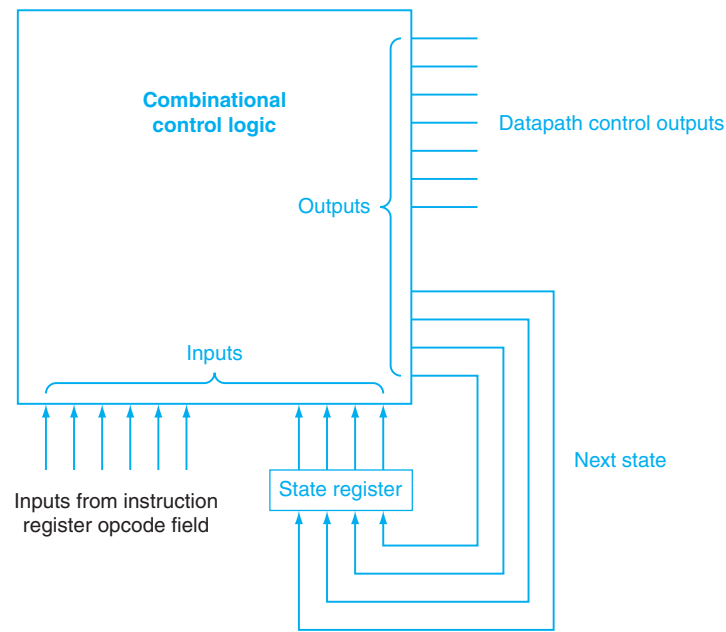 Combinational
control logic
Datapath control outputs
Outputs
Inputs
Next state
State register
Inputs from instruction
register opcode field